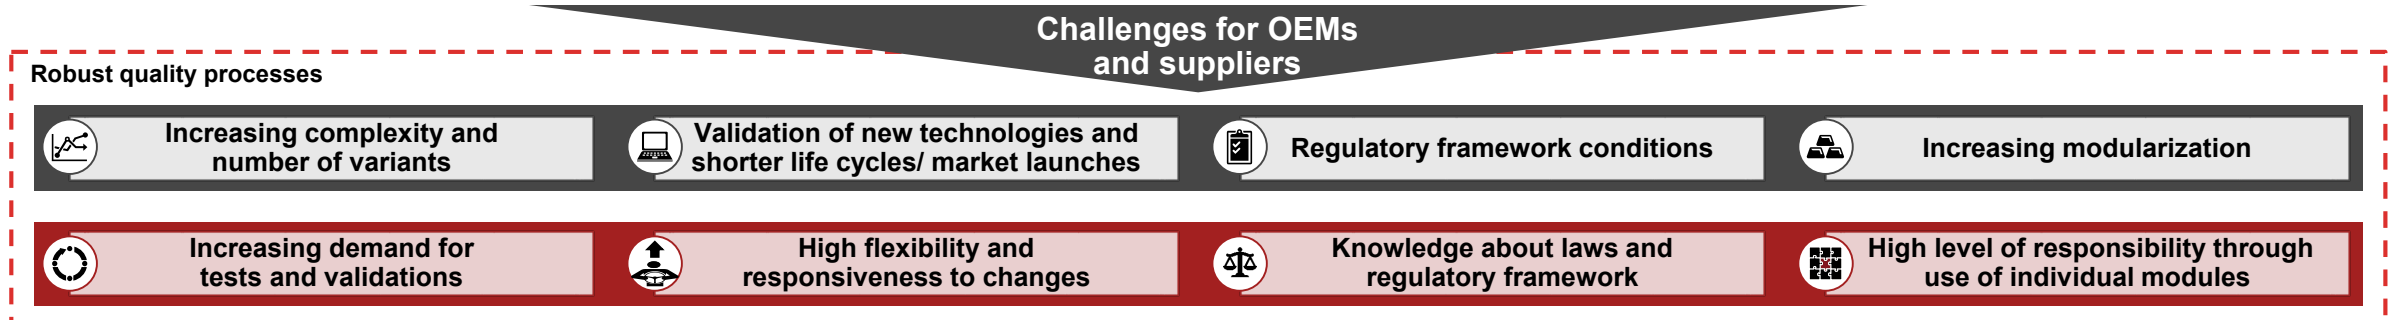 Challenges for OEMs
and suppliers
Robust quality processes
Increasing complexity and
number of variants
Validation of new technologies and
shorter life cycles/ market launches
Regulatory framework conditions
Increasing modularization
Increasing demand for
tests and validations
High flexibility and
responsiveness to changes
Knowledge about laws and
regulatory framework
High level of responsibility through
use of individual modules